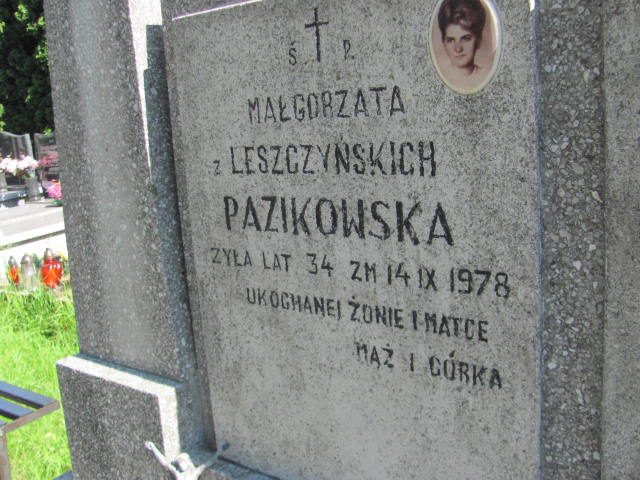 Ś. P.
MAŁGORZATA
z LESZCZYŃSKICH
PAZIKOWSKA
ŻYŁA LAT 34 ZM 14 IX 1978
UKOCHANEJ ŻONIE I MATCE
MĄŻ I CÓRKA